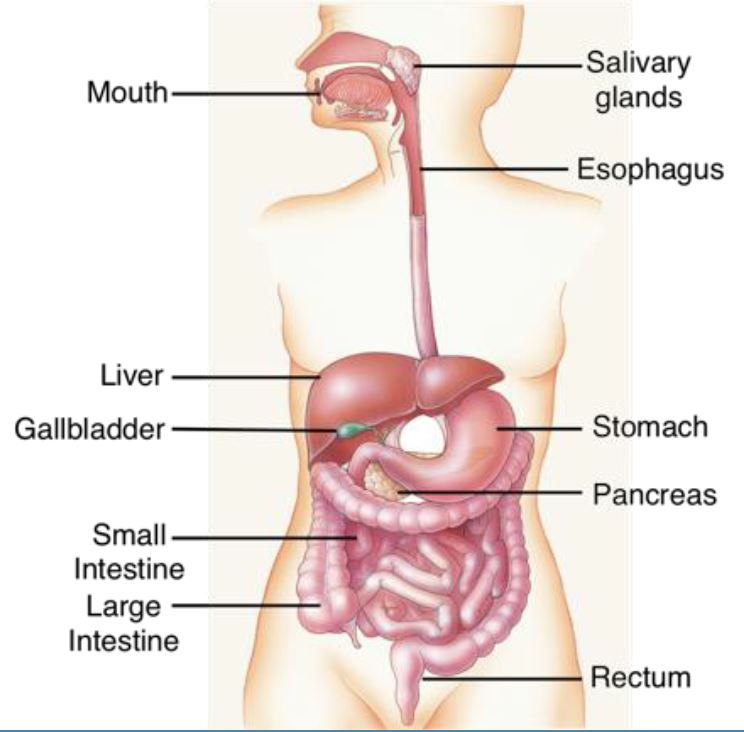 Mouth
Salivary
glands
Esophagus
Liver
Gallbladder
Stomach
Pancreas
Small
Intestine
Large
Intestine
Rectum